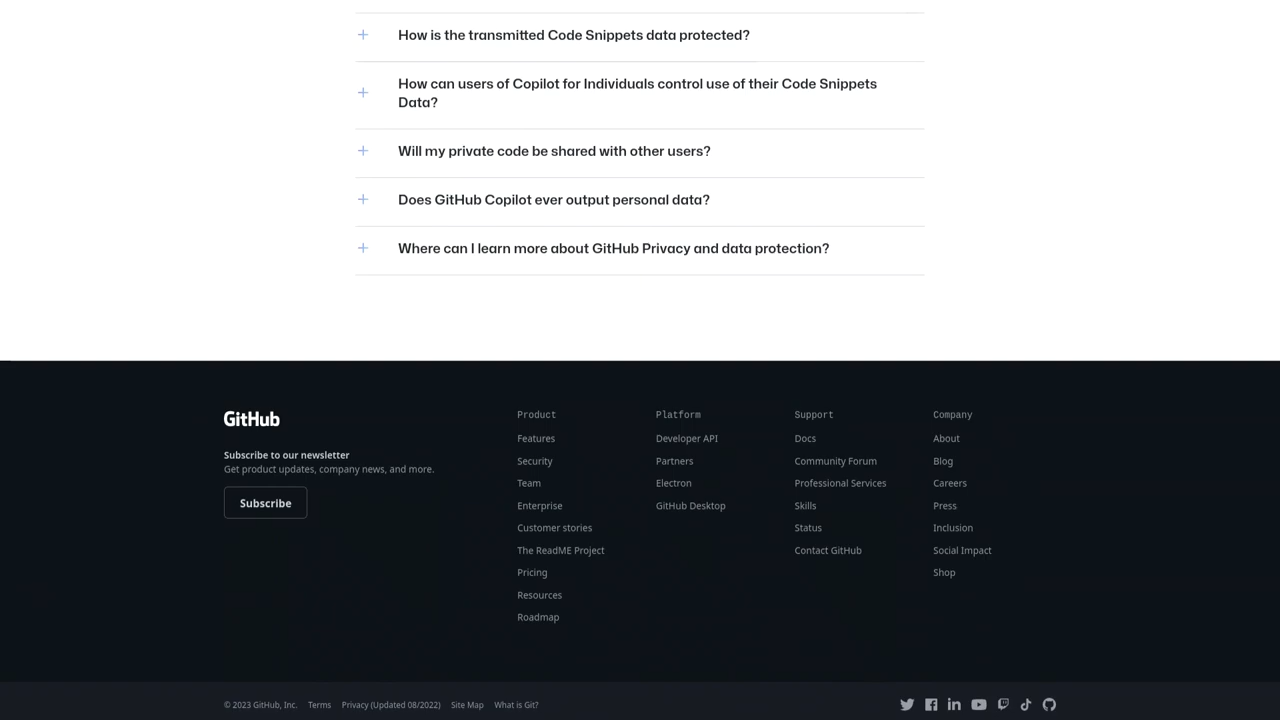 How is the transmitted Code Snippets data protected?
How can users of Copilot for Individuals control use of their Code Snippets
Data?
Will my private code be shared with other users?
Does GitHub Copilot ever output personal data?
Where can I learn more about GitHub Privacy and data protection?
GitHub
Subscribe to our newsletter
Get product updates, company news, and more.
Subscribe
Product
Features
Security
Team
Enterprise
Customer stories
The ReadME Project
Pricing
Resources
Roadmap
Platform
Developer API
Partners
Electron
GitHub Desktop
Support
Docs
Community Forum
Professional Services
Skills
Status
Contact GitHub
Company
About
Blog
Careers
Press
Inclusion
Social Impact
Shop
© 2023 GitHub, Inc. Terms Privacy (Updated 08/2022) Site Map What is Git?